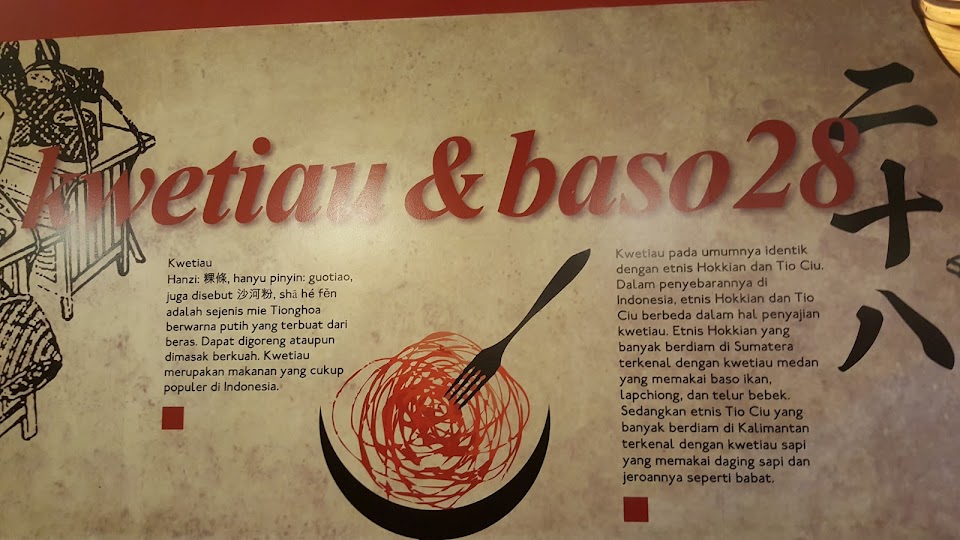 kwetiau & baso 28
二十八
Kwetiau
Hanzi: 粿條, hanyu pinyin: guotiao,
juga disebut 沙河粉, shā hé fěn
adalah sejenis mie Tionghoa
berwarna putih yang terbuat dari
beras. Dapat digoreng ataupun
dimasak berkuah. Kwetiau
merupakan makanan yang cukup
populer di Indonesia.
Kwetiau pada umumnya identik
dengan etnis Hokkian dan Tio Ciu.
Dalam penyebarannya di
Indonesia, etnis Hokkian dan Tio
Ciu berbeda dalam hal penyajian
kwetiau. Etnis Hokkian yang
banyak berdiam di Sumatera
terkenal dengan kwetiau medan
yang memakai baso ikan,
lapchiong, dan telur bebek.
Sedangkan etnis Tio Ciu yang
banyak berdiam di Kalimantan
terkenal dengan kwetiau sapi
yang memakai daging sapi dan
jeroannya seperti babat.